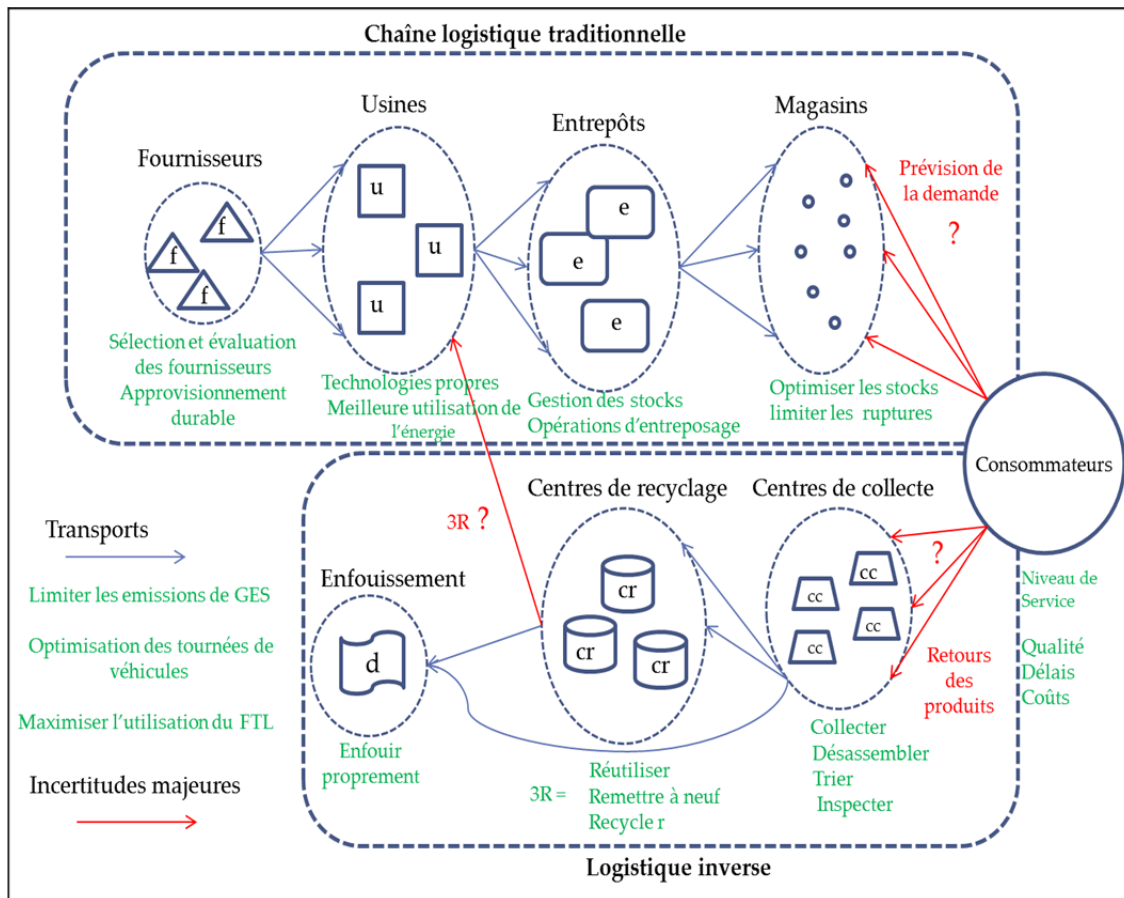 Chaîne logistique traditionnelle
Fournisseurs
f
f
f
Sélection et évaluation
des fournisseurs
Approvisionnement
durable
Usines
u
u
u
Technologies propres
Meilleure utilisation de
l'énergie
Entrepôts
e
e
e
Gestion des stocks
Opérations d'entreposage
Magasins
Optimiser les stocks
limiter les ruptures
Prévision de
la demande
?
Consommateurs
Niveau de
Service
Qualité
Délais
Coûts
Centres de collecte
cc
cc
cc
cc
?
Retours
des
produits
Collecter
Désassembler
Trier
Inspecter
Centres de recyclage
cr
cr
cr
3R ?
3R =
Réutiliser
Remettre à neuf
Recycle r
Enfouissement
d
Enfouir
proprement
Logistique inverse
Transports
Limiter les emissions de GES
Optimisation des tournées de
véhicules
Maximiser l'utilisation du FTL
Incertitudes majeures